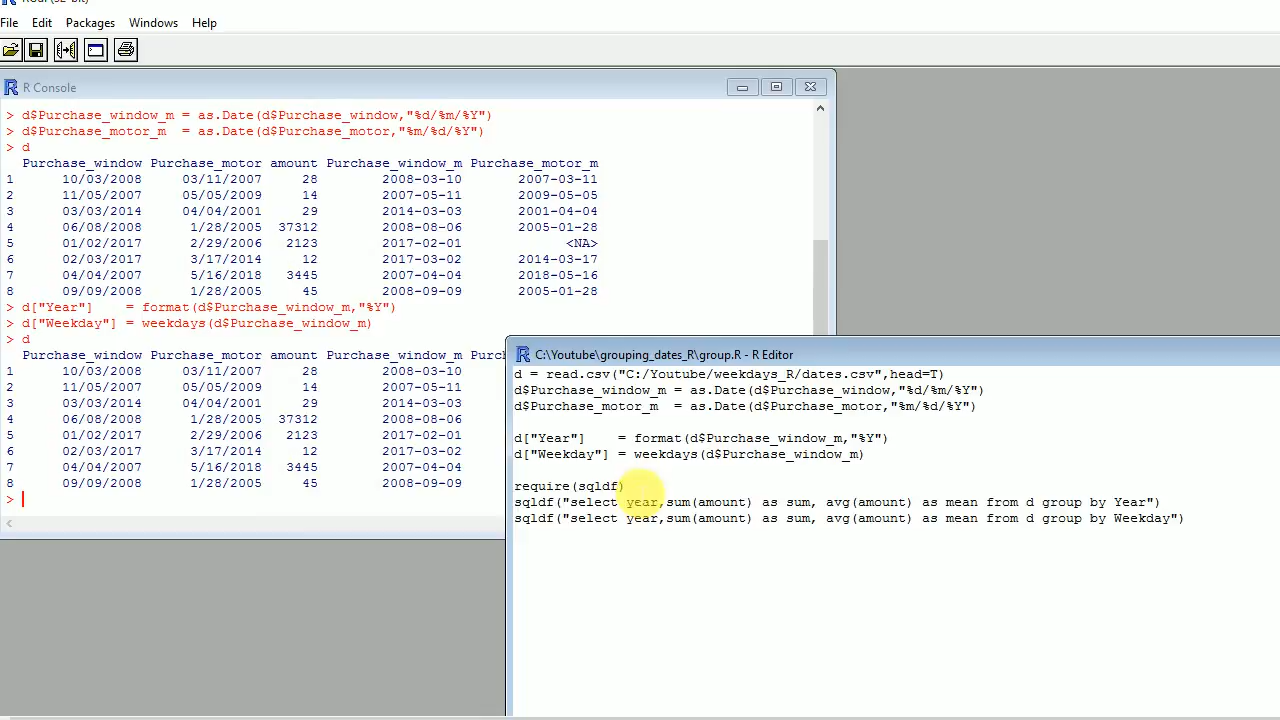 File Edit Packages Windows Help
R Console
> d$Purchase_window_m = as.Date(d$Purchase_window,"%d/%m/%Y")
> d$Purchase_motor_m  = as.Date(d$Purchase_motor,"%m/%d/%Y")
> d
Purchase_window Purchase_motor amount Purchase_window_m Purchase_motor_m
1 10/03/2008 03/11/2007 28 2008-03-10 2007-03-11
2 11/05/2007 05/05/2009 14 2007-05-11 2009-05-05
3 03/03/2014 04/04/2001 29 2014-03-03 2001-04-04
4 06/08/2008 1/28/2005 37312 2008-08-06 2005-01-28
5 01/02/2017 2/29/2006 2123 2017-02-01 <NA>
6 02/03/2017 3/17/2014 12 2017-03-02 2014-03-17
7 04/04/2007 5/16/2018 3445 2007-04-04 2018-05-16
8 09/09/2008 1/28/2005 45 2008-09-09 2005-01-28
> d["Year"]    = format(d$Purchase_window_m,"%Y")
> d["Weekday"] = weekdays(d$Purchase_window_m)
> d
Purchase_window Purchase_motor amount Purchase_window_m
1 10/03/2008 03/11/2007 28 2008-03-10
2 11/05/2007 05/05/2009 14 2007-05-11
3 03/03/2014 04/04/2001 29 2014-03-03
4 06/08/2008 1/28/2005 37312 2008-08-06
5 01/02/2017 2/29/2006 2123 2017-02-01
6 02/03/2017 3/17/2014 12 2017-03-02
7 04/04/2007 5/16/2018 3445 2007-04-04
8 09/09/2008 1/28/2005 45 2008-09-09
>
C:\Youtube\grouping_dates_R\group.R - R Editor
d = read.csv("C:/Youtube/weekdays_R/dates.csv",head=T)
d$Purchase_window_m = as.Date(d$Purchase_window,"%d/%m/%Y")
d$Purchase_motor_m  = as.Date(d$Purchase_motor,"%m/%d/%Y")
d["Year"]    = format(d$Purchase_window_m,"%Y")
d["Weekday"] = weekdays(d$Purchase_window_m)
require(sqldf)
sqldf("select year,sum(amount) as sum, avg(amount) as mean from d group by Year")
sqldf("select year,sum(amount) as sum, avg(amount) as mean from d group by Weekday")